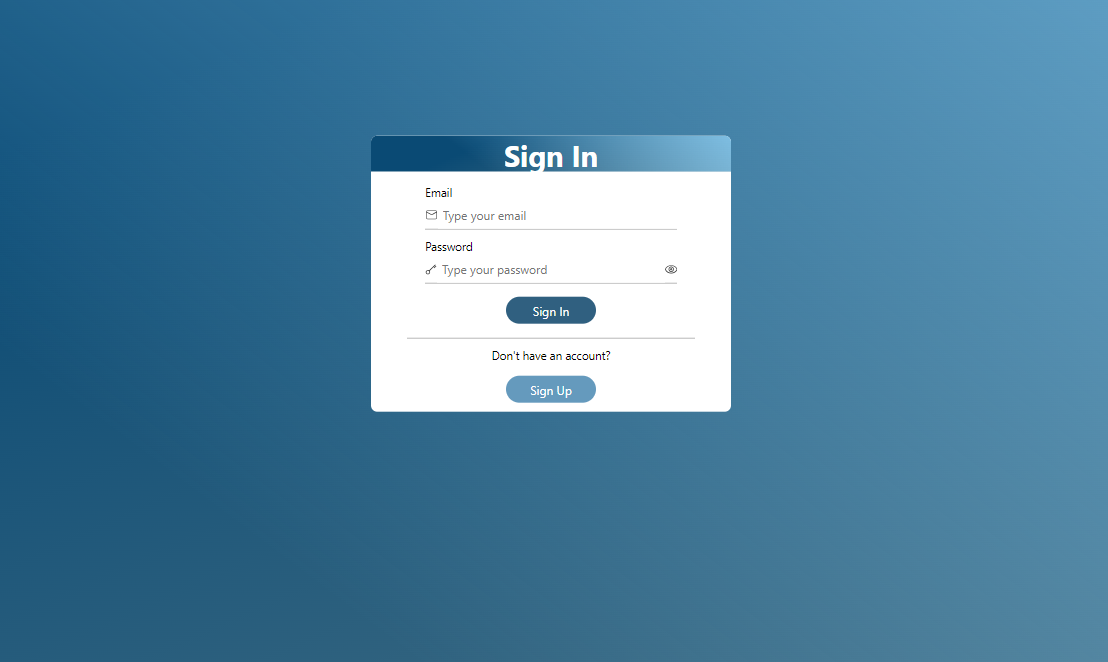 Sign In
Email
Type your email
Password
Type your password
Sign In
Don't have an account?
Sign Up